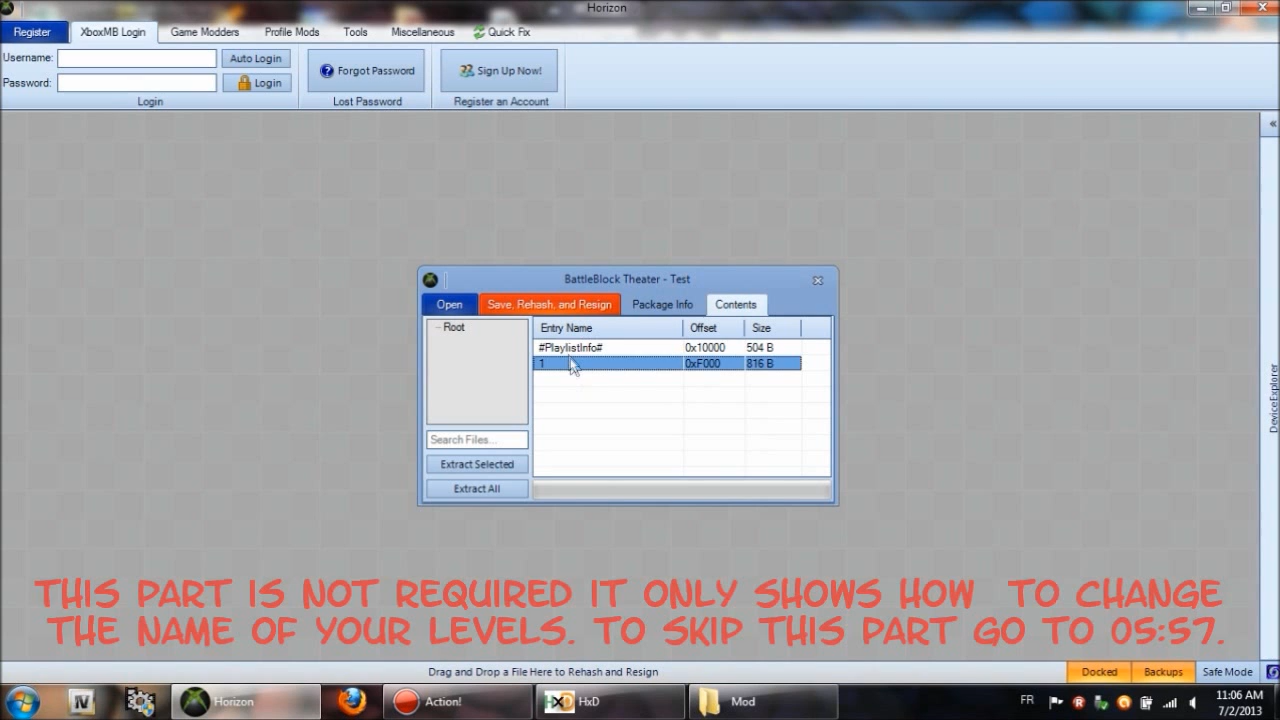 Horizon
Register XboxMB Login Game Modders Profile Mods Tools Miscellaneous Quick Fix
Username: Auto Login
Password: Login
Forgot Password
Sign Up Now!
Login Lost Password Register an Account
«
DeviceExplorer
BattleBlock Theater - Test
Open Save, Rehash, and Resign Package Info Contents
Root
Entry Name Offset Size
#PlaylistInfo# 0x10000 504 B
1 0xF000 816 B
Search Files...
Extract Selected
Extract All
THIS PART IS NOT REQUIRED IT ONLY SHOWS HOW TO CHANGE
THE NAME OF YOUR LEVELS. TO SKIP THIS PART GO TO 05:57.
Drag and Drop a File Here to Rehash and Resign Docked Backups Safe Mode
IV Horizon Action! HxD HxD Mod FR 11:06 AM
7/2/2013